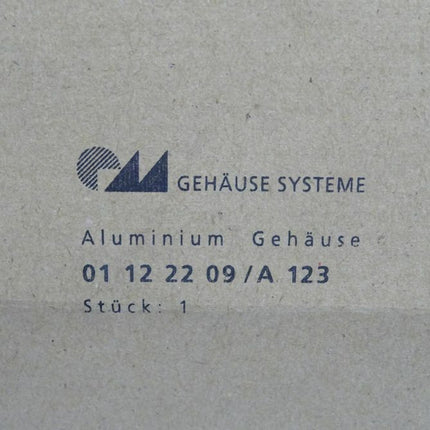 GEHÄUSE SYSTEME
Aluminium Gehäuse
01 12 22 09/A 123
Stück: 1